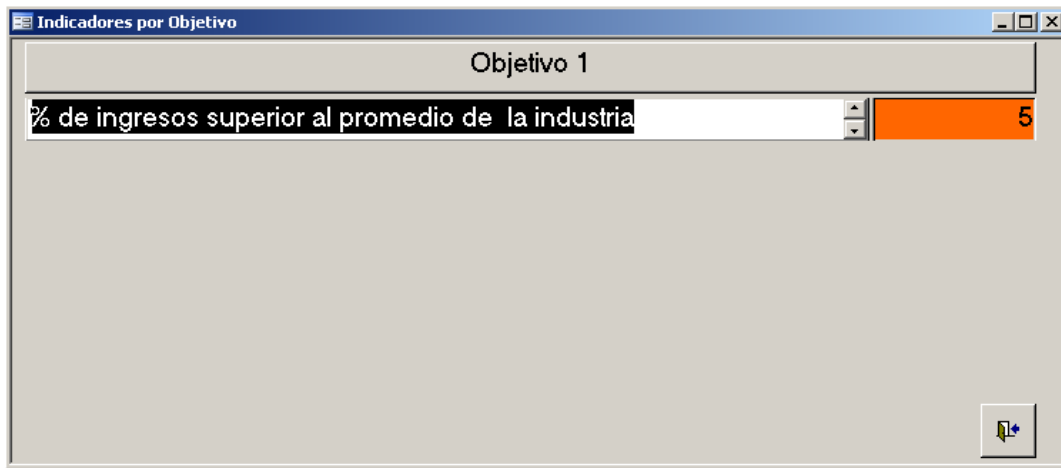 Indicadores por Objetivo
Objetivo 1
% de ingresos superior al promedio de  la industria
5